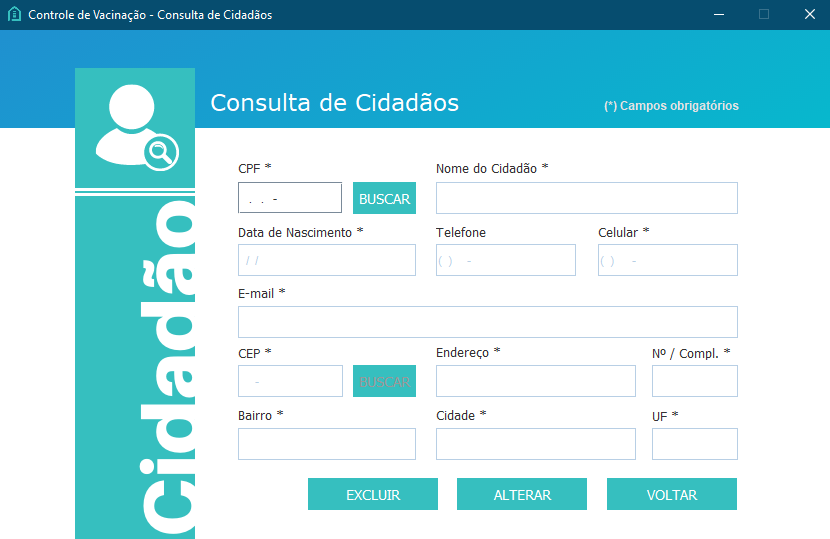 Controle de Vacinação - Consulta de Cidadãos
Consulta de Cidadãos
(*) Campos obrigatórios
Cidadão
CPF *
Nome do Cidadão *
. . -
BUSCAR
Data de Nascimento *
Telefone
Celular *
/ /
( ) -
( ) -
E-mail *
CEP *
Endereço *
Nº / Compl. *
-
BUSCAR
Bairro *
Cidade *
UF *
EXCLUIR
ALTERAR
VOLTAR